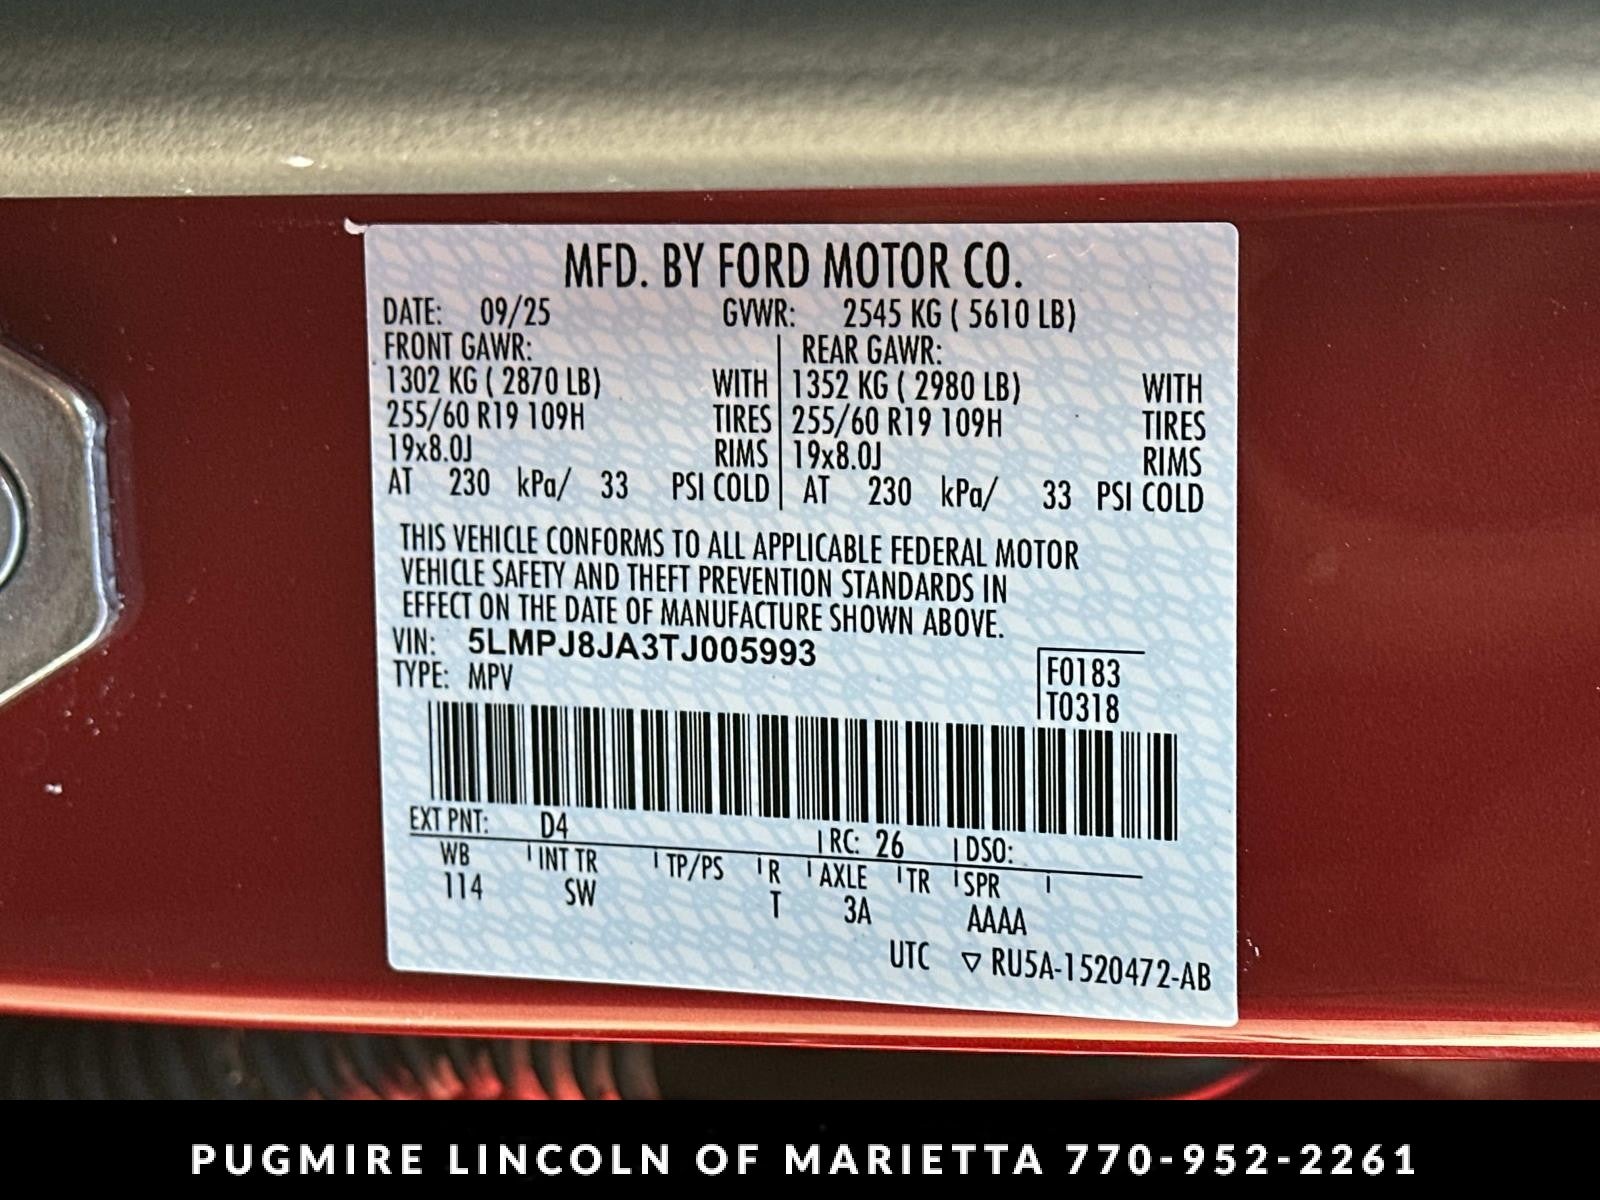 MFD. BY FORD MOTOR CO.
DATE: 09/25 GVWR: 2545 KG ( 5610 LB)
FRONT GAWR: REAR GAWR:
1302 KG ( 2870 LB) WITH 1352 KG ( 2980 LB) WITH
255/60 R19 109H TIRES 255/60 R19 109H TIRES
19x8.0J RIMS 19x8.0J RIMS
AT 230 kPa/ 33 PSI COLD AT 230 kPa/ 33 PSI COLD
THIS VEHICLE CONFORMS TO ALL APPLICABLE FEDERAL MOTOR
VEHICLE SAFETY AND THEFT PREVENTION STANDARDS IN
EFFECT ON THE DATE OF MANUFACTURE SHOWN ABOVE.
VIN: 5LMPJ8JA3TJ005993
TYPE: MPV
F0183
T0318
EXT PNT: D4 RC: 26 DSO:
WB INT TR TP/PS R AXLE TR SPR
114 SW T 3A AAAA
UTC ▽ RU5A-1520472-AB
PUGMIRE LINCOLN OF MARIETTA 770-952-2261